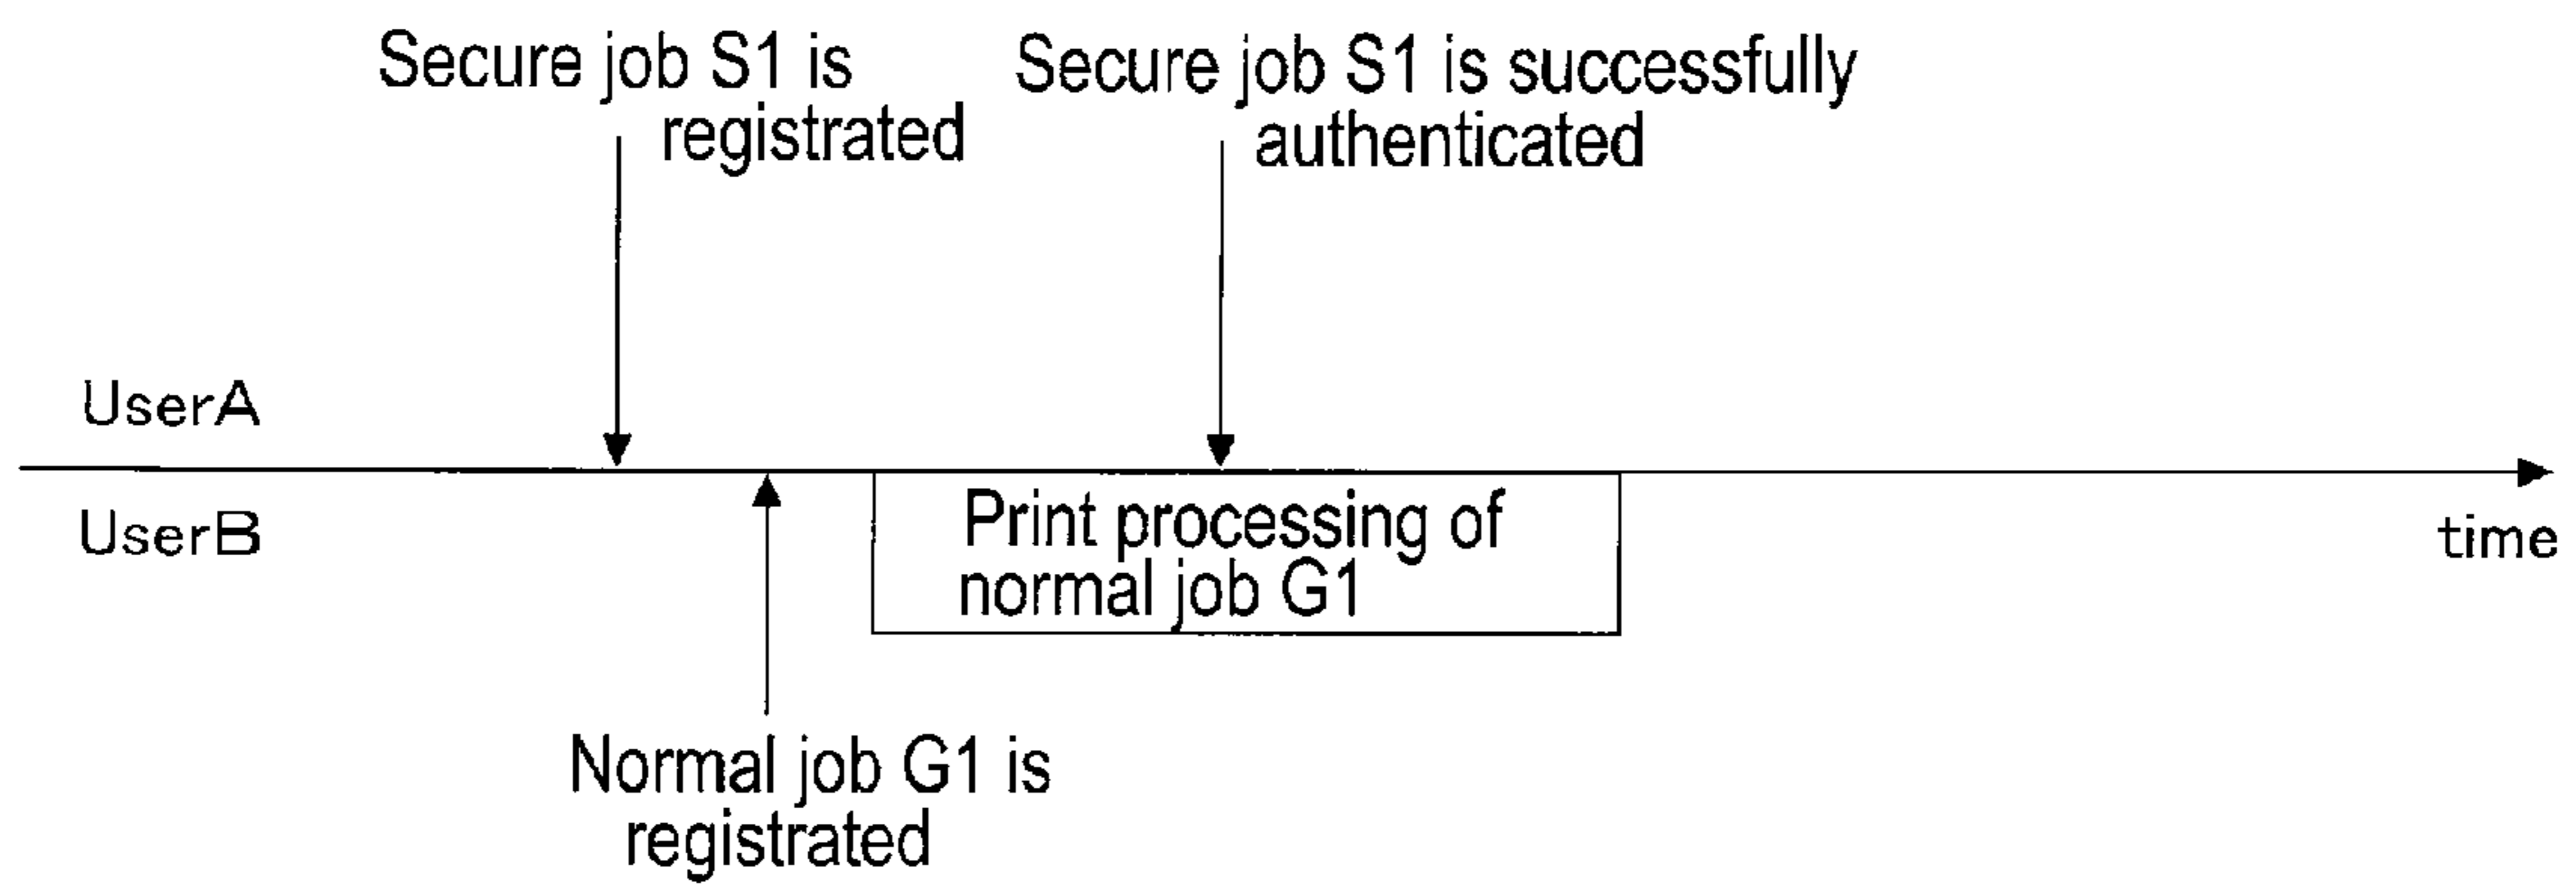 Secure job S1 is
registrated
Secure job S1 is successfully
authenticated
UserA
UserB
Print processing of
normal job G1
time
Normal job G1 is
registrated